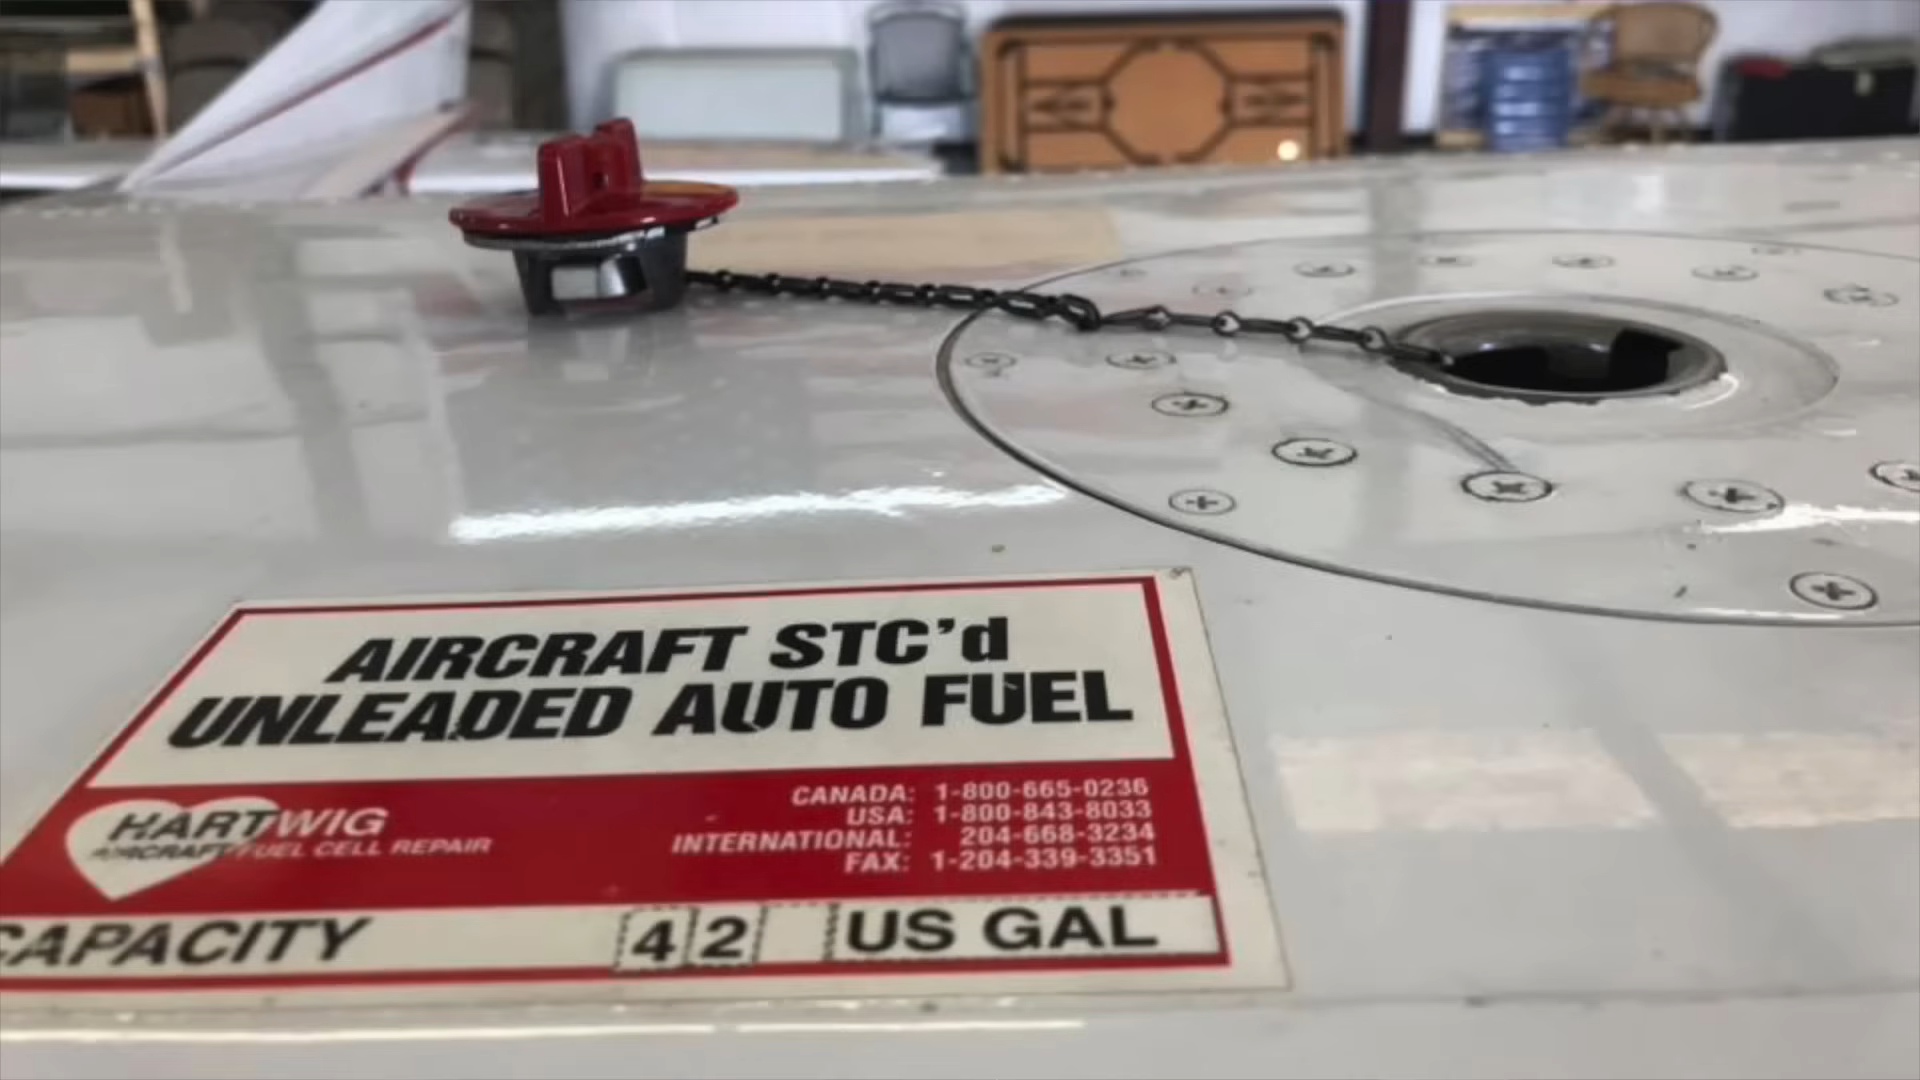 AIRCRAFT STC'd
UNLEADED AUTO FUEL
HARTWIG
AIRCRAFT FUEL CELL REPAIR
CANADA: 1-800-665-0236
USA: 1-800-843-8033
INTERNATIONAL: 204-668-3234
FAX: 1-204-339-3351
CAPACITY 42 US GAL